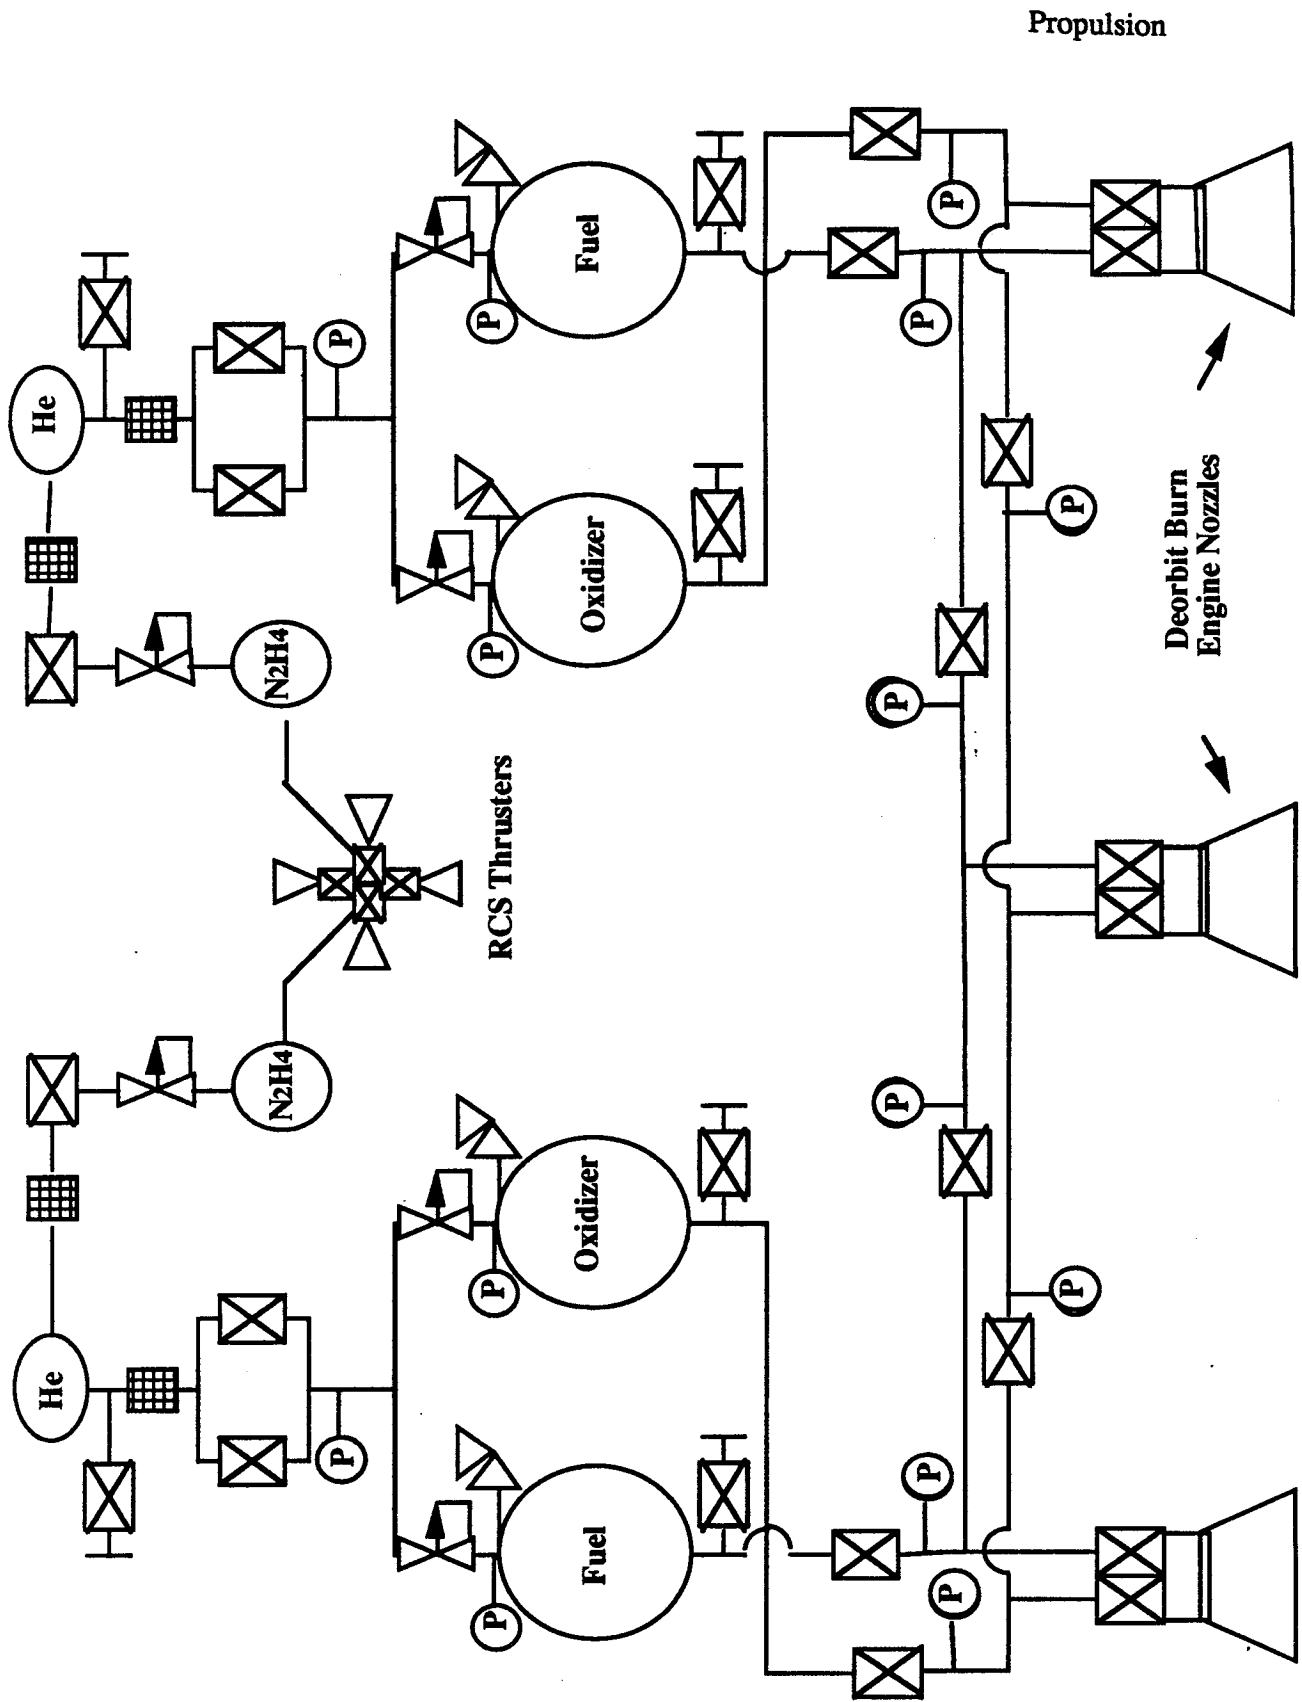 Propulsion
He
He
P
P
N2H4
N2H4
P
P
P
P
Fuel
Oxidizer
Oxidizer
Fuel
RCS Thrusters
P
P
P
P
P
P
P
P
Deorbit Burn
Engine Nozzles